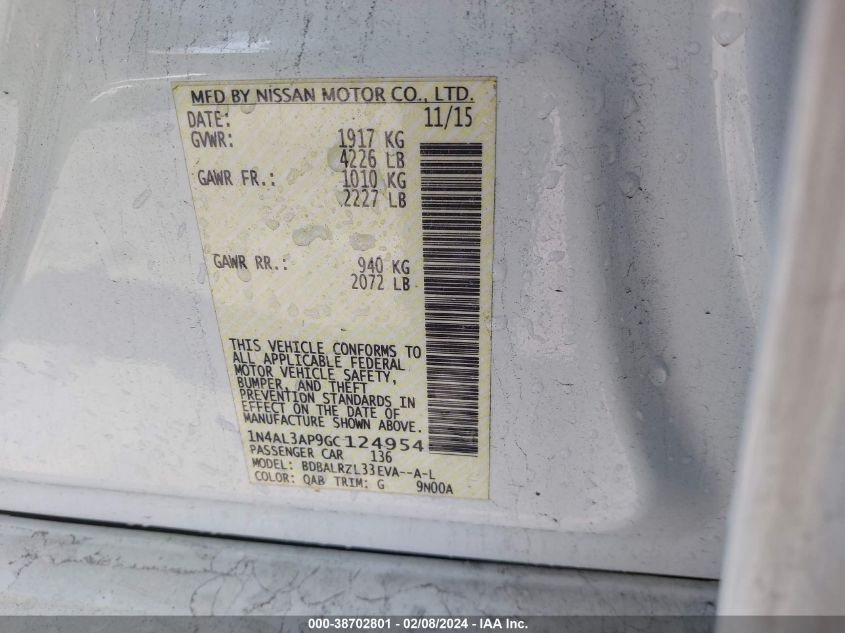 MFD BY NISSAN MOTOR CO., LTD.
DATE: 11/15
GVWR: 1917 KG
4226 LB
GAWR FR.: 1010 KG
2227 LB
GAWR RR.: 940 KG
2072 LB
THIS VEHICLE CONFORMS TO
ALL APPLICABLE FEDERAL
MOTOR VEHICLE SAFETY,
BUMPER, AND THEFT
PREVENTION STANDARDS IN
EFFECT ON THE DATE OF
MANUFACTURE SHOWN ABOVE.
1N4AL3AP9GC124954
PASSENGER CAR 136
MODEL: BDBALRZL33EVA--A-L
COLOR: QAB TRIM: G 9N00A
000-38702801 / 02/08/2024 - IAA Inc.